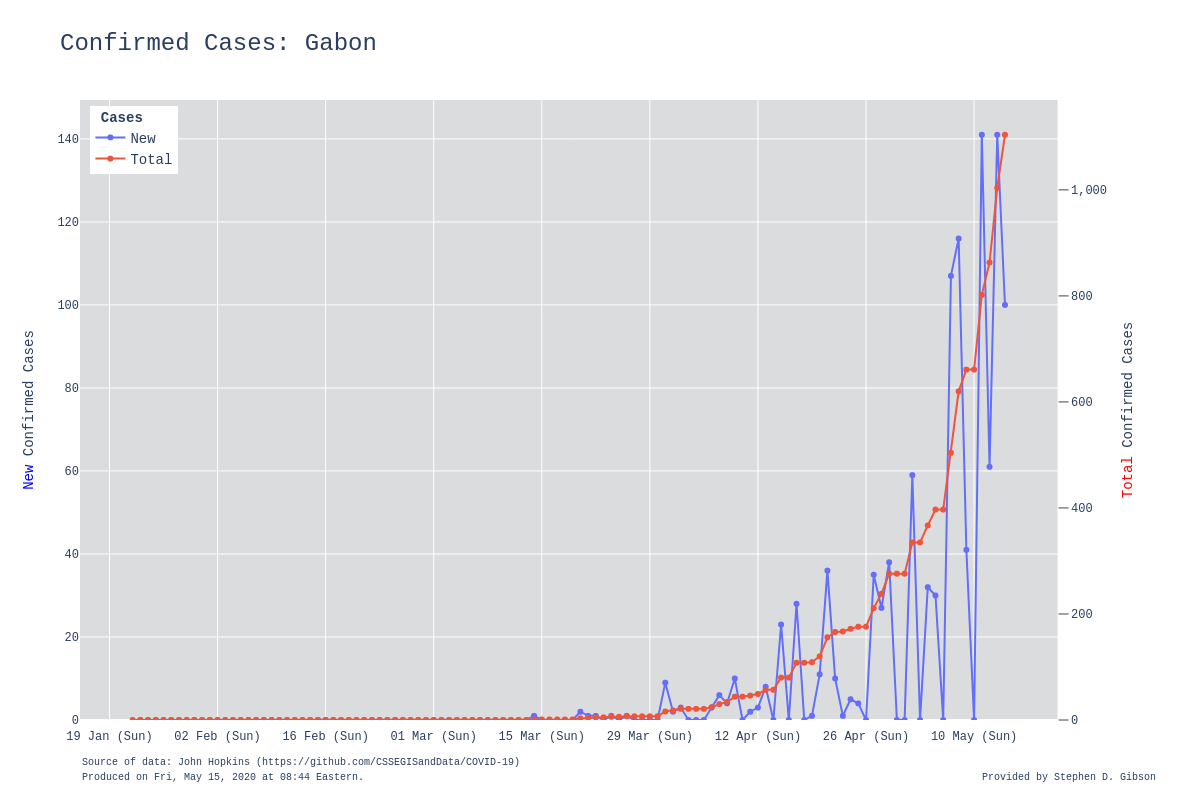 Confirmed Cases: Gabon
Cases
New
Total
140
120
100
80
60
40
20
0
1,000
800
600
400
200
0
New Confirmed Cases
Total Confirmed Cases
19 Jan (Sun) 02 Feb (Sun) 16 Feb (Sun) 01 Mar (Sun) 15 Mar (Sun) 29 Mar (Sun) 12 Apr (Sun) 26 Apr (Sun) 10 May (Sun)
Source of data: John Hopkins (https://github.com/CSSEGISandData/COVID-19)
Produced on Fri, May 15, 2020 at 08:44 Eastern.
Provided by Stephen D. Gibson